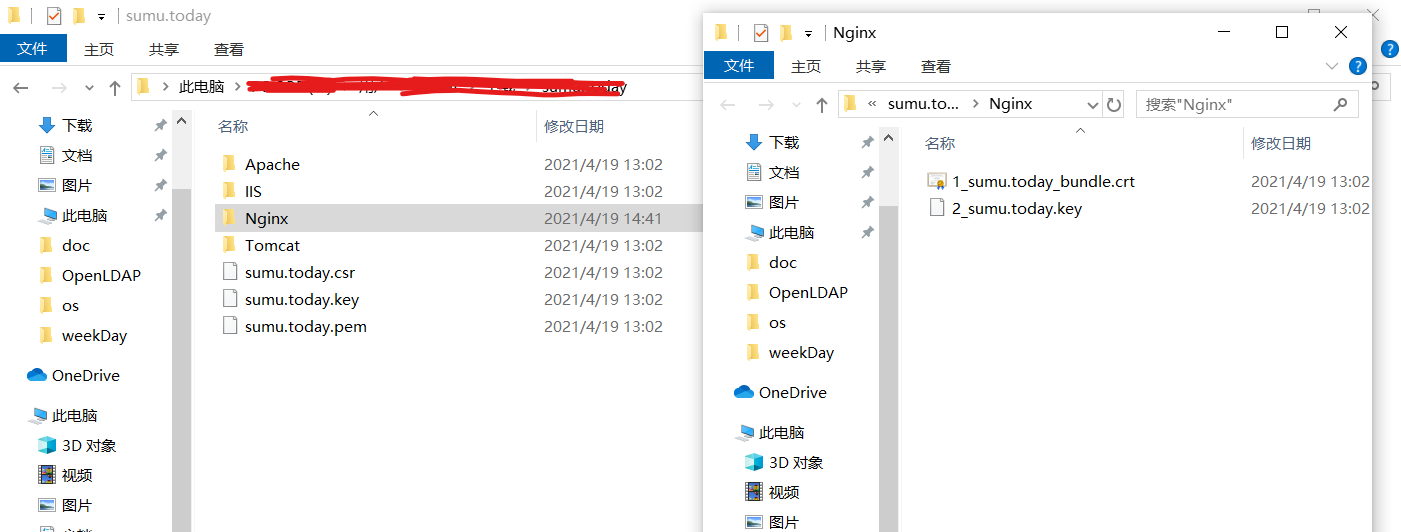 sumu.today
文件 主页 共享 查看
此电脑
下载
文档
图片
此电脑
doc
OpenLDAP
os
weekDay
OneDrive
此电脑
3D 对象
视频
图片
名称 修改日期
Apache 2021/4/19 13:02
IIS 2021/4/19 13:02
Nginx 2021/4/19 14:41
Tomcat 2021/4/19 13:02
sumu.today.csr 2021/4/19 13:02
sumu.today.key 2021/4/19 13:02
sumu.today.pem 2021/4/19 13:02
Nginx
文件 主页 共享 查看
« sumu.to... Nginx 搜索"Nginx"
下载
文档
图片
此电脑
doc
OpenLDAP
os
weekDay
OneDrive
此电脑
3D 对象
视频
图片
名称 修改日期
1_sumu.today_bundle.crt 2021/4/19 13:02
2_sumu.today.key 2021/4/19 13:02